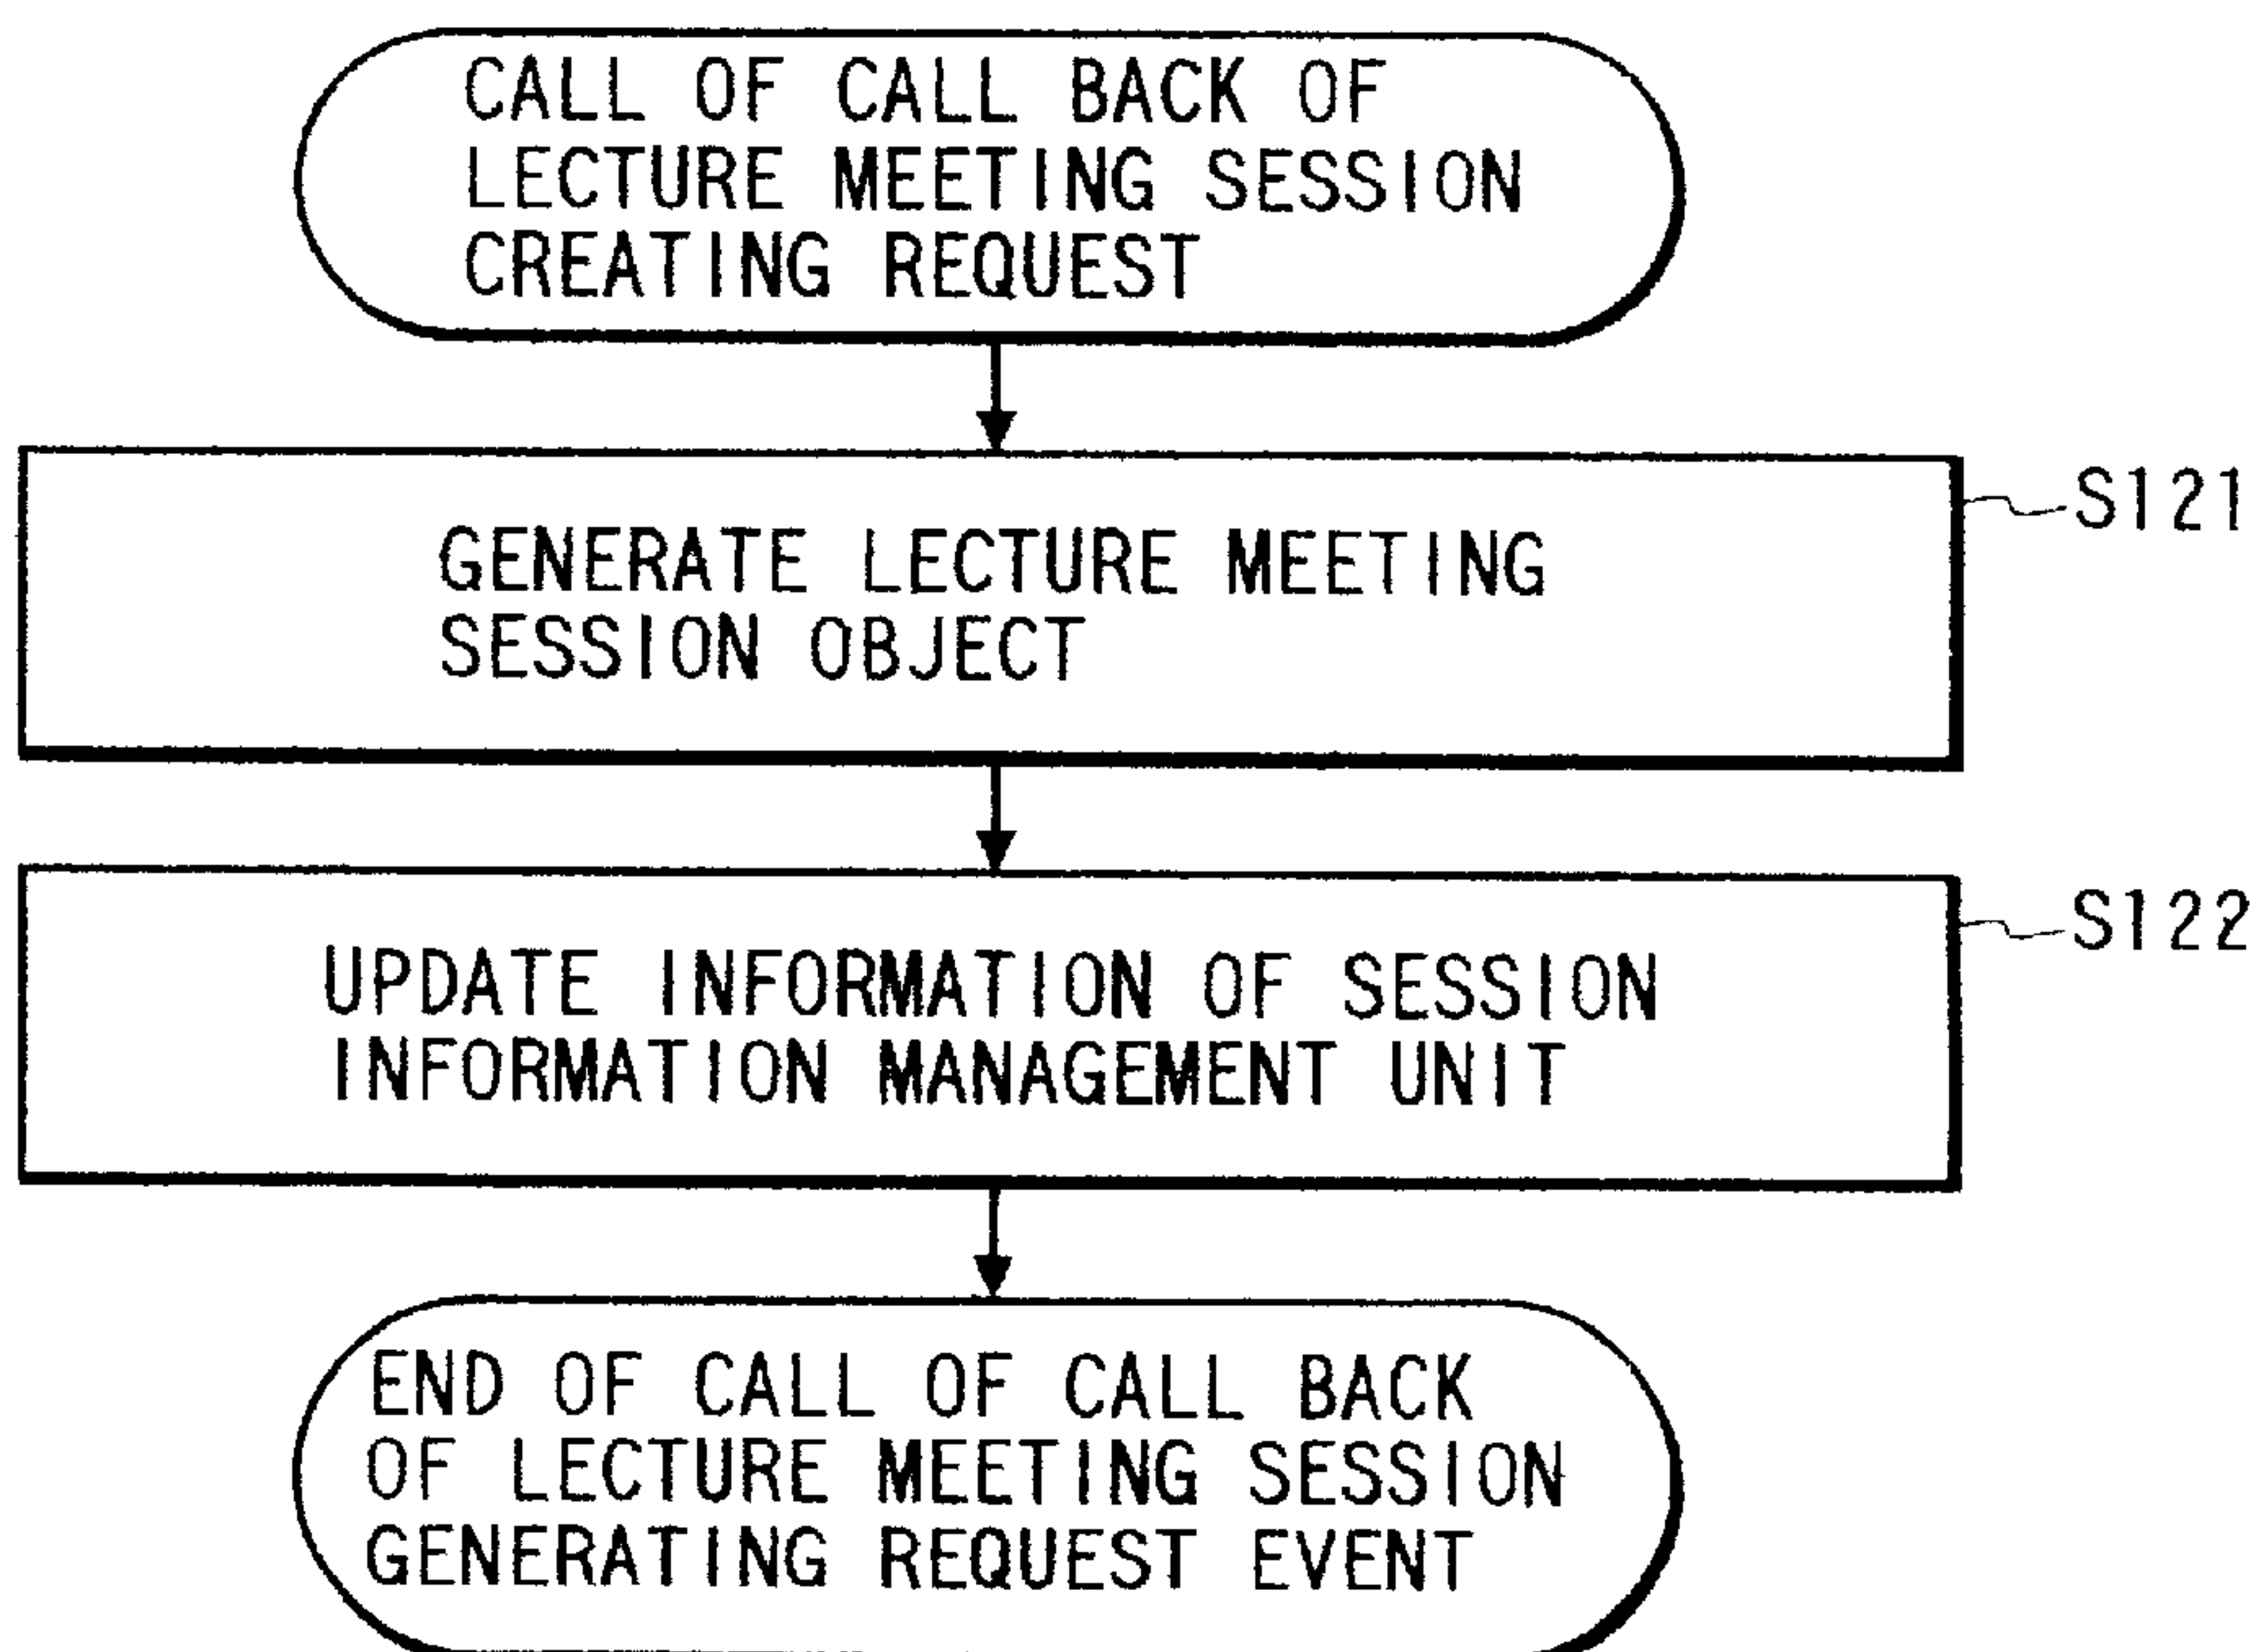 CALL OF CALL BACK OF
LECTURE MEETING SESSION
CREATING REQUEST
S121
GENERATE LECTURE MEETING
SESSION OBJECT
S122
UPDATE INFORMATION OF SESSION
INFORMATION MANAGEMENT UNIT
END OF CALL OF CALL BACK
OF LECTURE MEETING SESSION
GENERATING REQUEST EVENT